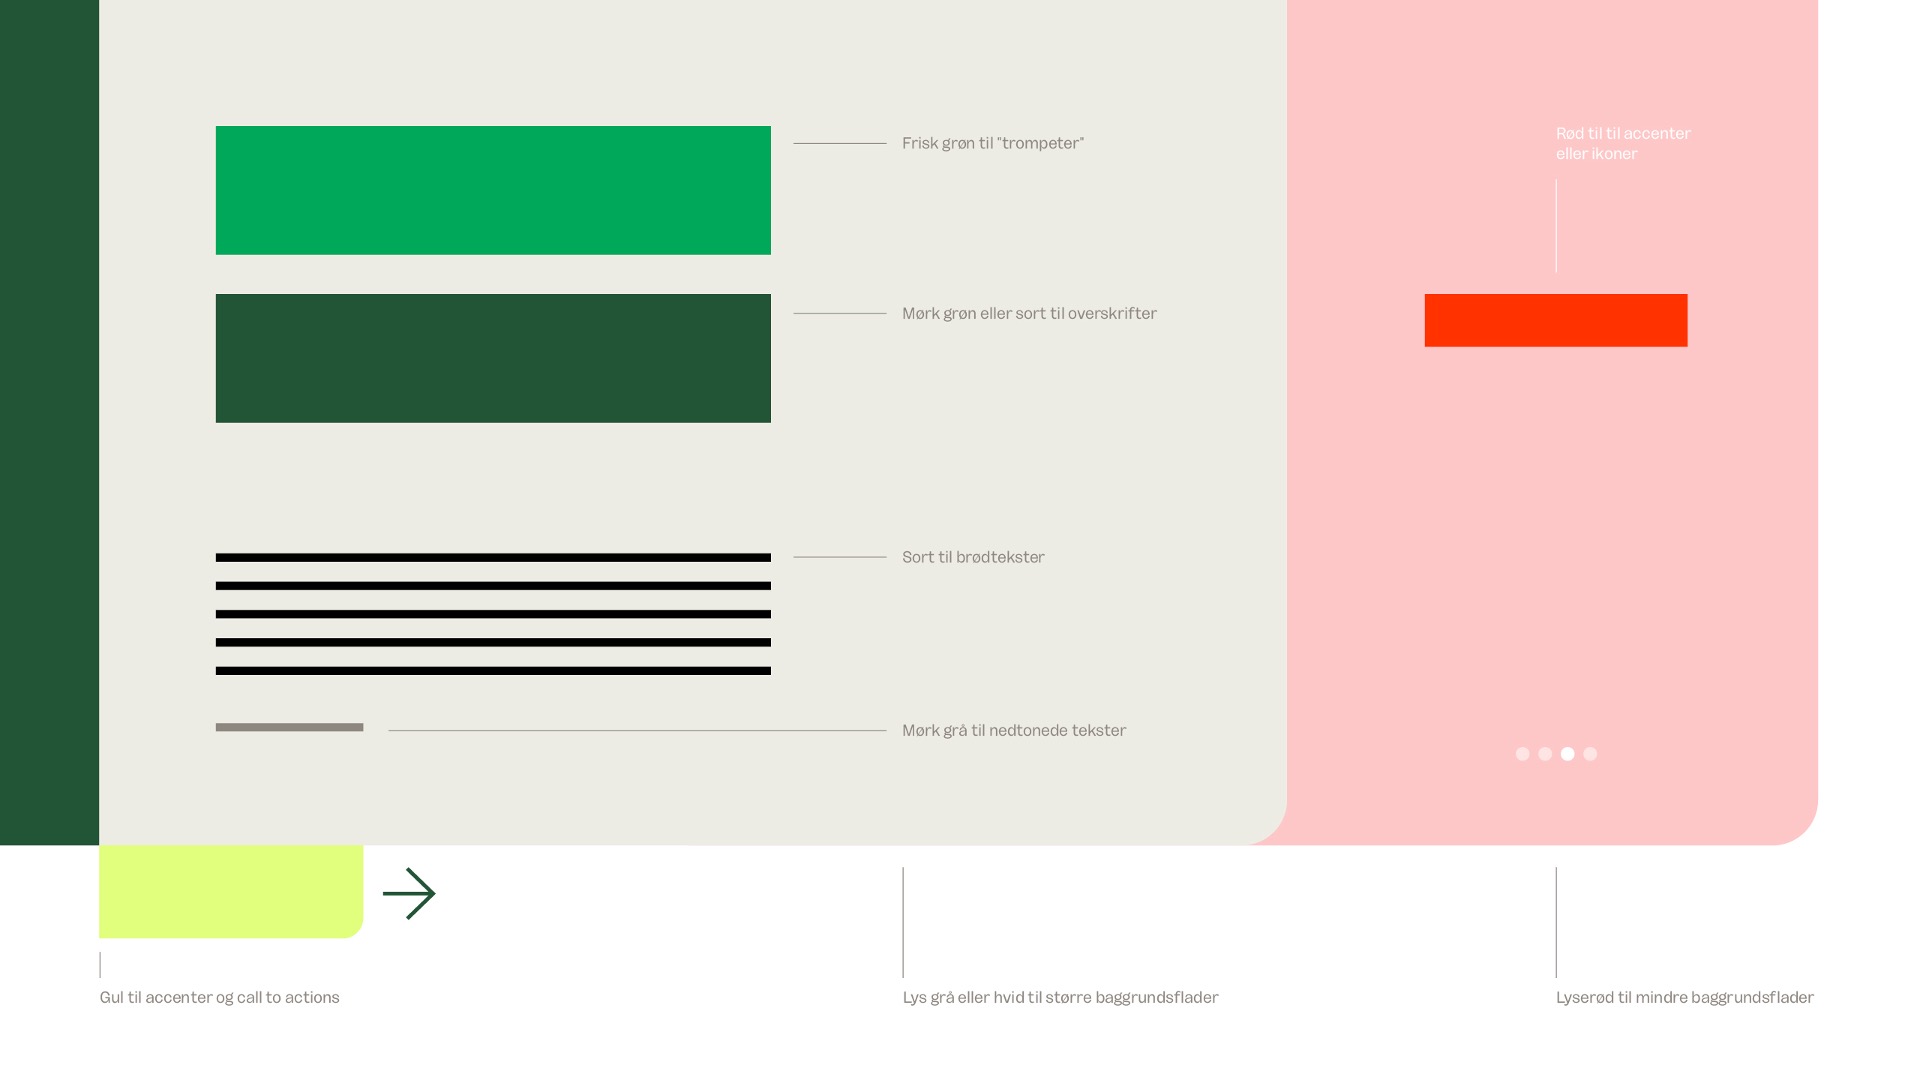 Frisk grøn til "trompeter"
Rød til til accenter
eller ikoner
Mørk grøn eller sort til overskrifter
Sort til brødtekster
Mørk grå til nedtonede tekster
Gul til accenter og call to actions
Lys grå eller hvid til større baggrundsflader
Lyserød til mindre baggrundsflader